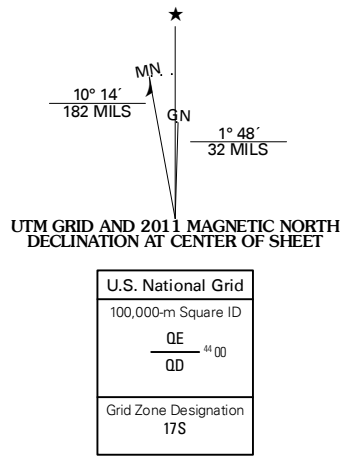 ★
MN
10° 14´
182 MILS
GN
1° 48´
32 MILS
UTM GRID AND 2011 MAGNETIC NORTH
DECLINATION AT CENTER OF SHEET
U.S. National Grid
100,000-m Square ID
QE
44 00
QD
Grid Zone Designation
17S